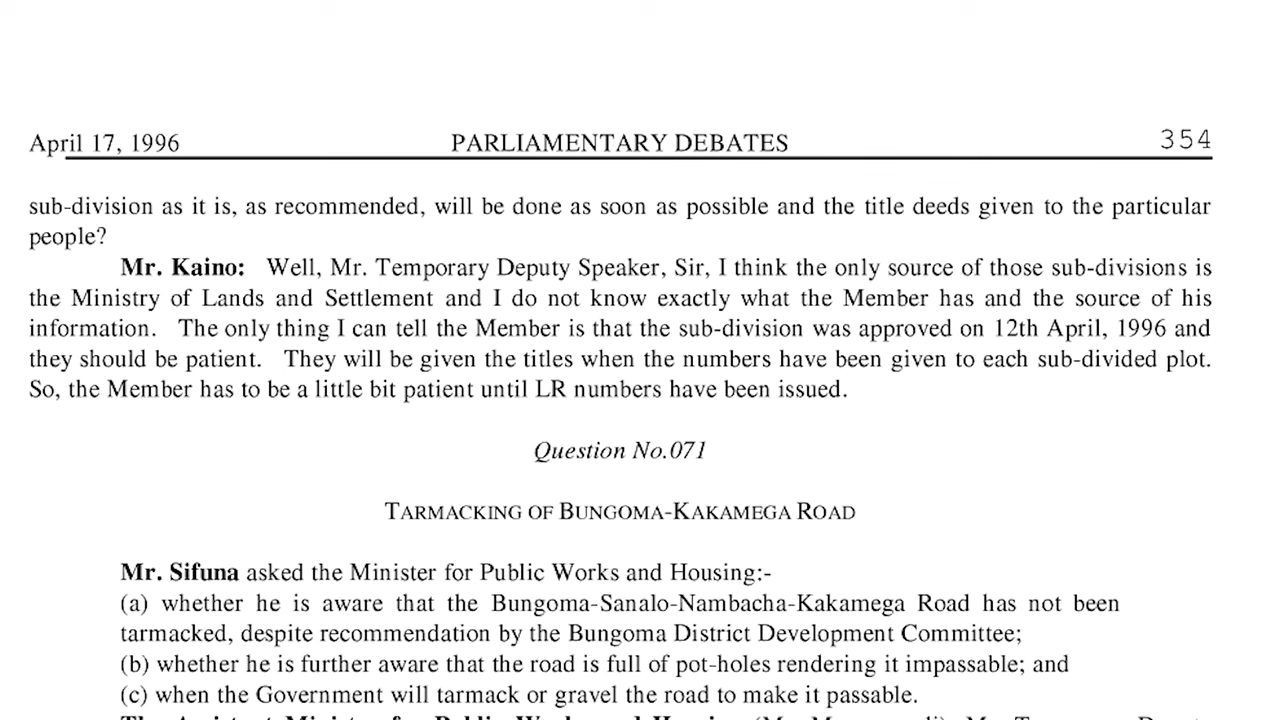 April 17, 1996 PARLIAMENTARY DEBATES 354
sub-division as it is, as recommended, will be done as soon as possible and the title deeds given to the particular
people?
Mr. Kaino: Well, Mr. Temporary Deputy Speaker, Sir, I think the only source of those sub-divisions is
the Ministry of Lands and Settlement and I do not know exactly what the Member has and the source of his
information. The only thing I can tell the Member is that the sub-division was approved on 12th April, 1996 and
they should be patient. They will be given the titles when the numbers have been given to each sub-divided plot.
So, the Member has to be a little bit patient until LR numbers have been issued.
Question No.071
TARMACKING OF BUNGOMA-KAKAMEGA ROAD
Mr. Sifuna asked the Minister for Public Works and Housing:-
(a) whether he is aware that the Bungoma-Sanalo-Nambacha-Kakamega Road has not been
tarmacked, despite recommendation by the Bungoma District Development Committee;
(b) whether he is further aware that the road is full of pot-holes rendering it impassable; and
(c) when the Government will tarmack or gravel the road to make it passable.